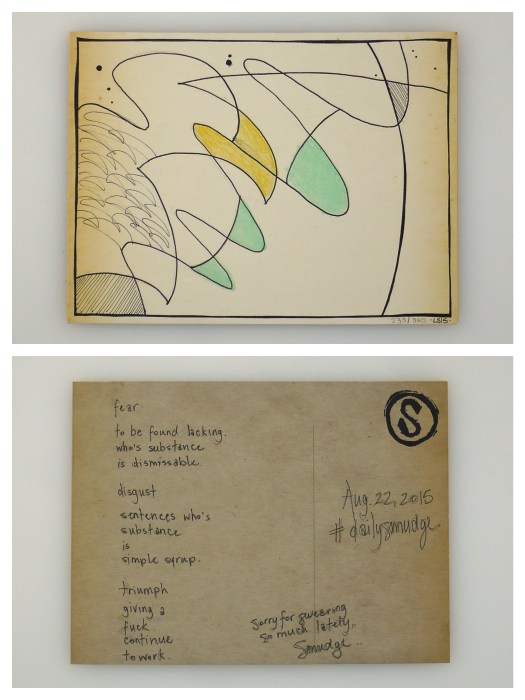 233/365 -LS15-
fear
to be found lacking.
who's substance
is dismissable.
disgust
sentences who's
substance
is
simple syrup.
triumph
giving a
fuck
continue
to work.
S
Aug. 22, 2015
#dailysmudge
Sorry for swearing
so much lately,
Smudge..